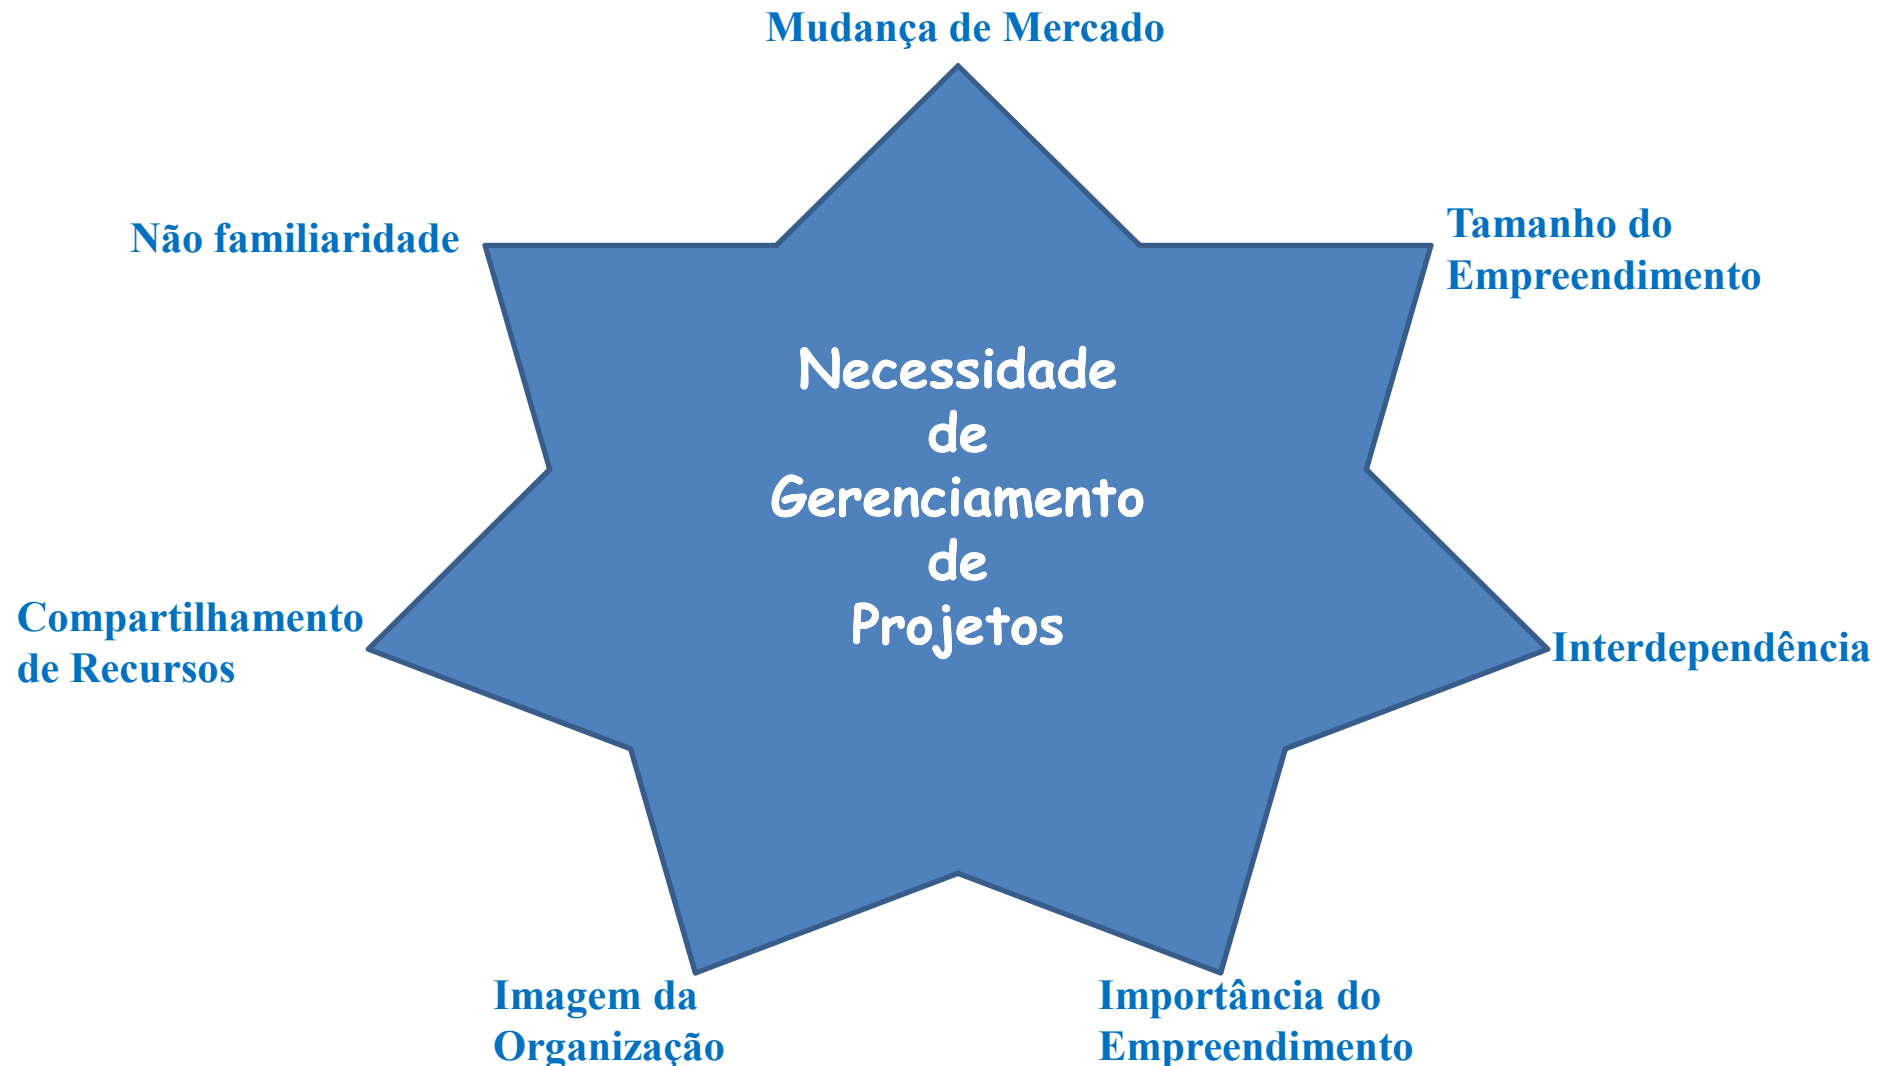 Mudança de Mercado
Não familiaridade
Tamanho do
Empreendimento
Necessidade
de
Gerenciamento
de
Projetos
Compartilhamento
de Recursos
Interdependência
Imagem da
Organização
Importância do
Empreendimento